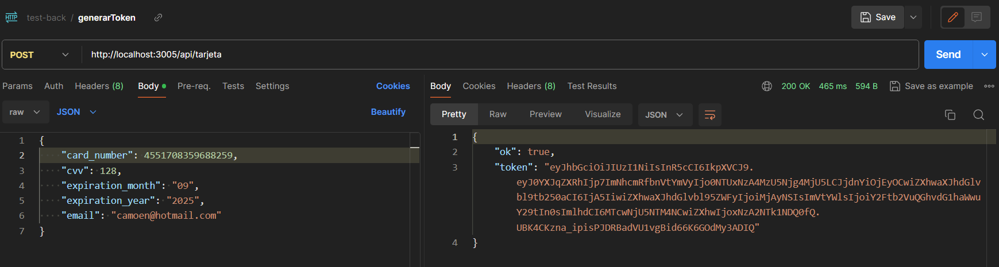 HTTP test-back / generarToken
Save
POST http://localhost:3005/api/tarjeta
Send
Params Auth Headers (8) Body Pre-req. Tests Settings Cookies
raw JSON Beautify
1 {
2 "card_number": 4551708359688259,
3 "cvv": 128,
4 "expiration_month": "09",
5 "expiration_year": "2025",
6 "email": "camoen@hotmail.com"
7 }
Body Cookies Headers (8) Test Results 200 OK 465 ms 594 B Save as example
Pretty Raw Preview Visualize JSON
1 {
2 "ok": true,
3 "token": "eyJhbGciOiJIUzI1NiIsInR5cCI6IkpXVCJ9.
eyJ0YXJqZXRhIjp7ImNhcmRfbnVtYmVyIjo0NTUxNzA4MzU5Njg4MjU5LCJjdnYiOjEyOCwiZXhwaXJhdGlv
bl9tb250aCI6IjA5IiwiZXhwaXJhdGlvbl95ZWFyIjoiMjAyNSIsImVtYWlsIjoiY2Ftb2VuQGhvdG1haWwu
Y29tIn0sImlhdCI6MTcwNjU5NTM4NCwiZXhwIjoxNzA2NTk1NDQ0fQ.
UBK4CKzna_ipisPJDRBadVU1vgBid66K6GOdMy3ADIQ"
4 }